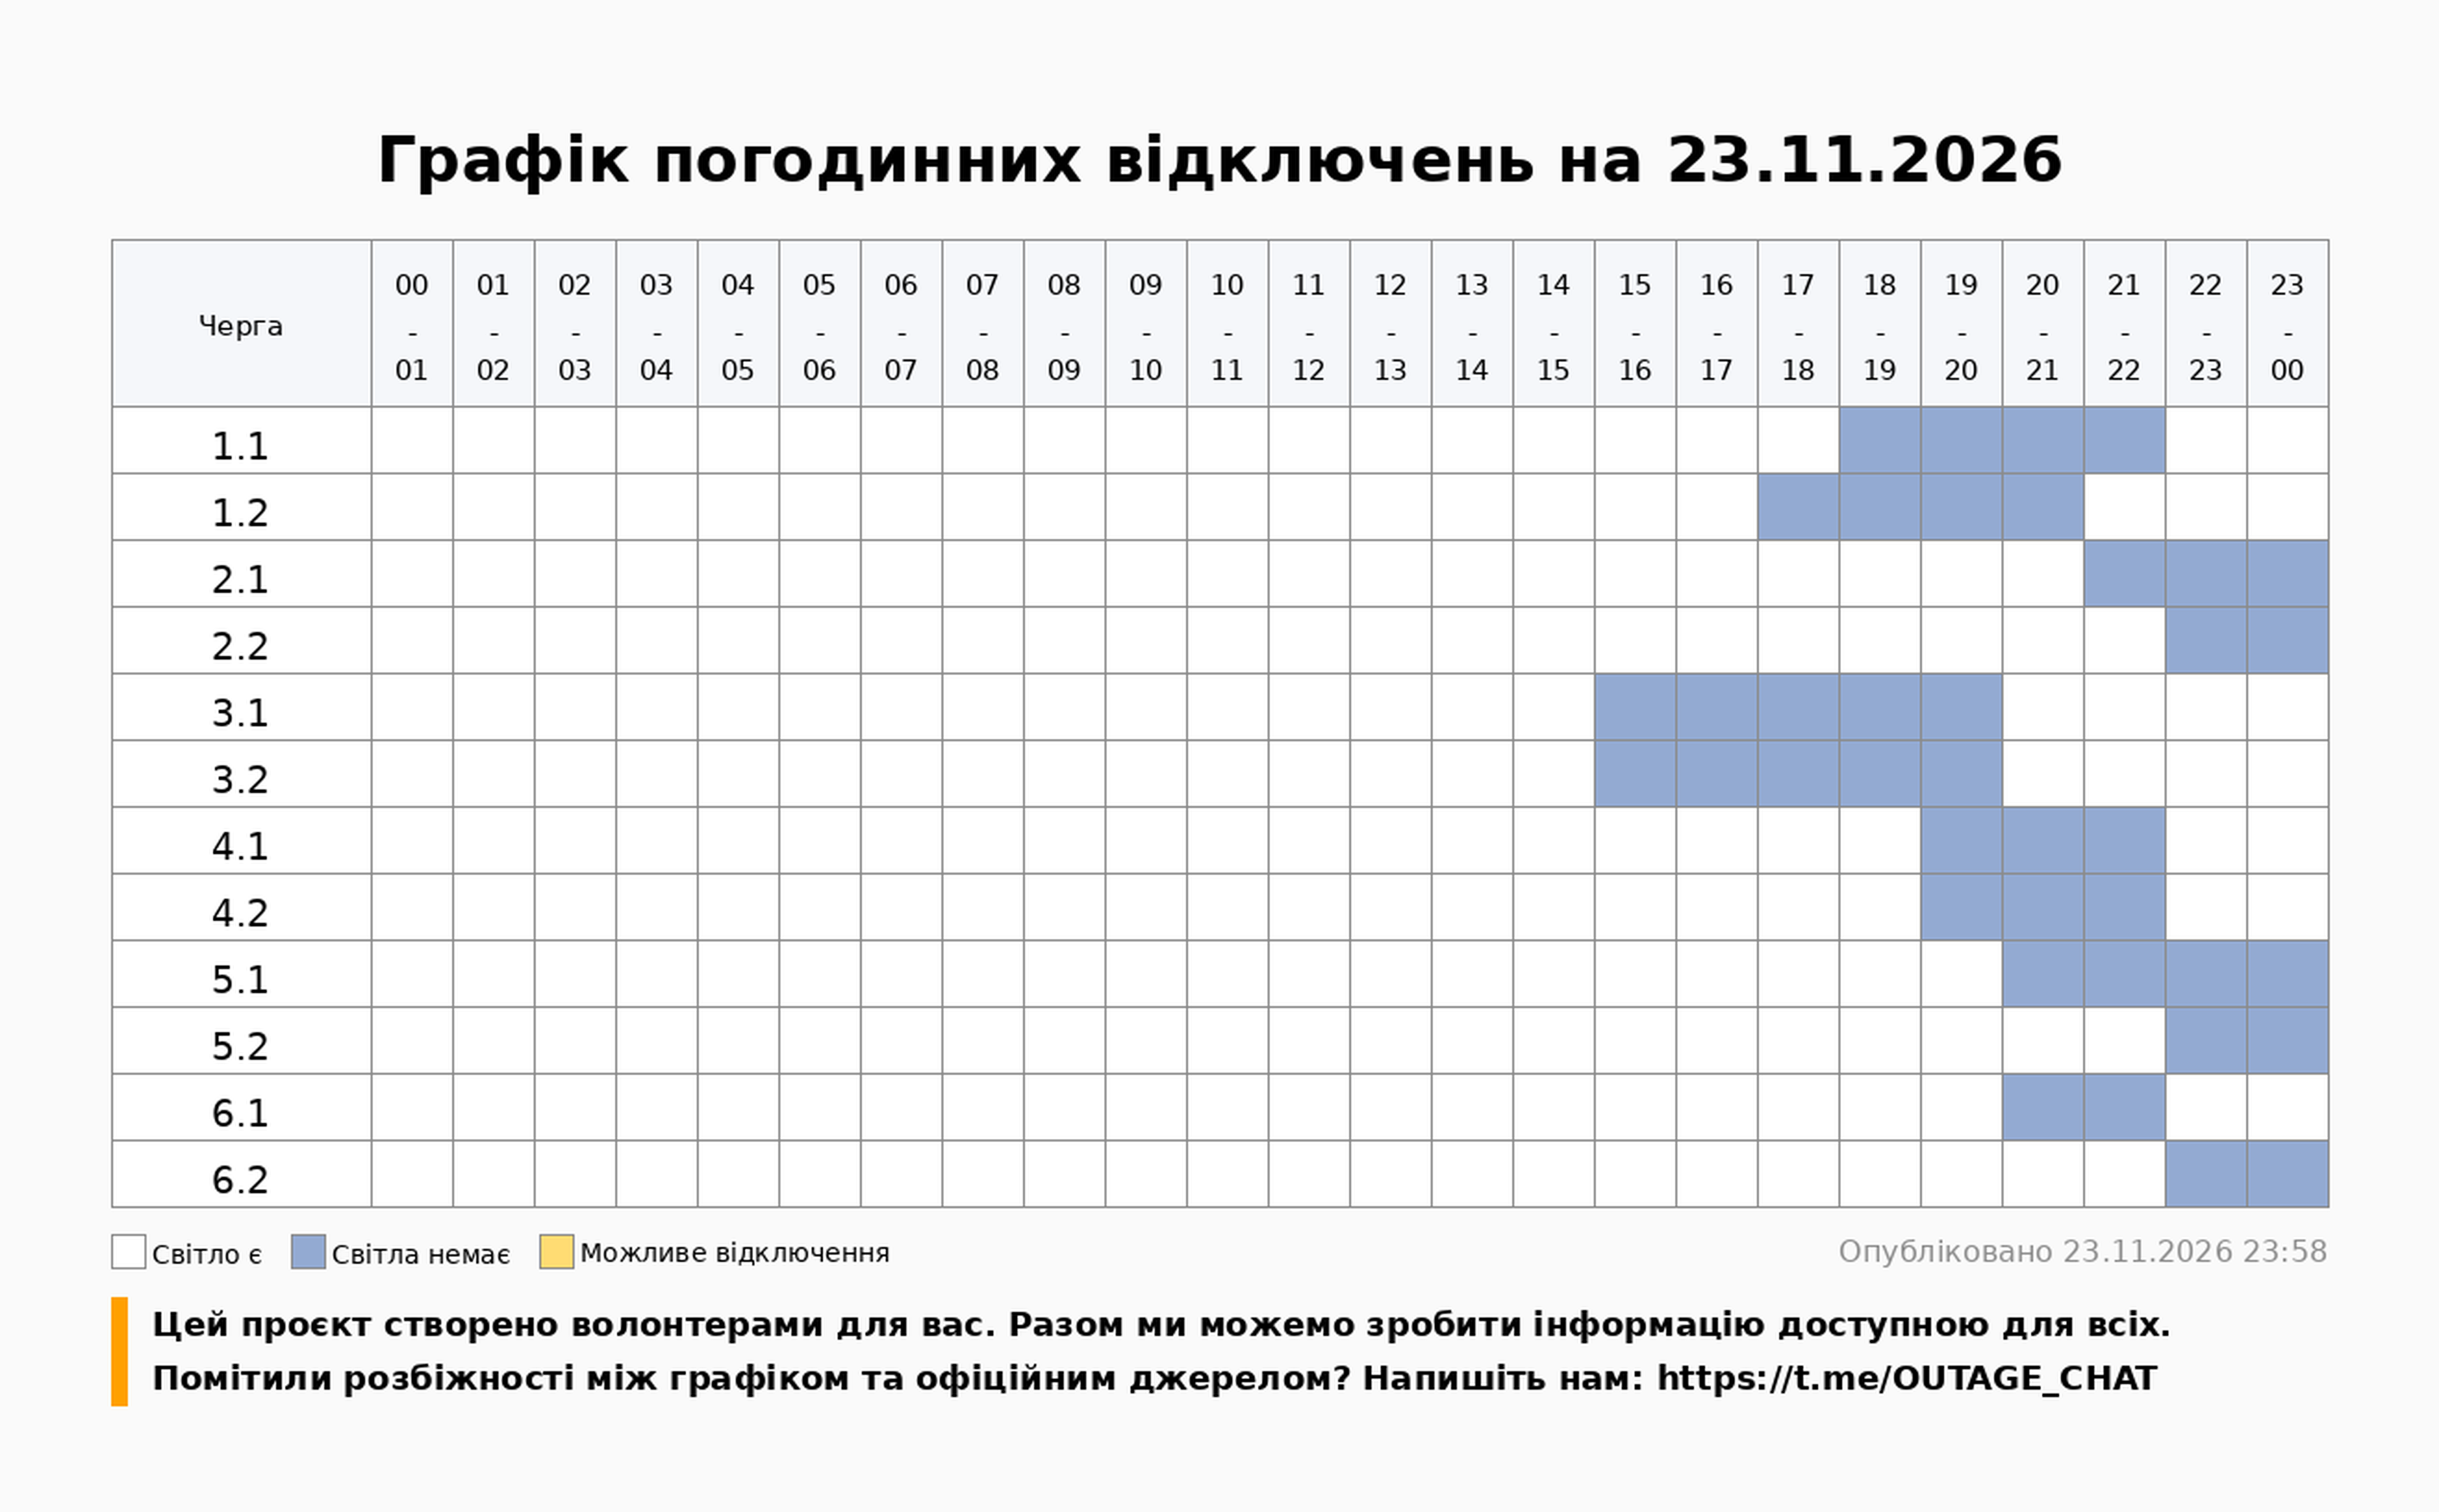 Графік погодинних відключень на 23.11.2026
Черга 00 - 01 01 - 02 02 - 03 03 - 04 04 - 05 05 - 06 06 - 07 07 - 08 08 - 09 09 - 10 10 - 11 11 - 12 12 - 13 13 - 14 14 - 15 15 - 16 16 - 17 17 - 18 18 - 19 19 - 20 20 - 21 21 - 22 22 - 23 23 - 00
1.1
1.2
2.1
2.2
3.1
3.2
4.1
4.2
5.1
5.2
6.1
6.2
Світло є Світла немає Можливе відключення Опубліковано 23.11.2026 23:58
Цей проєкт створено волонтерами для вас. Разом ми можемо зробити інформацію доступною для всіх.
Помітили розбіжності між графіком та офіційним джерелом? Напишіть нам: https://t.me/OUTAGE_CHAT